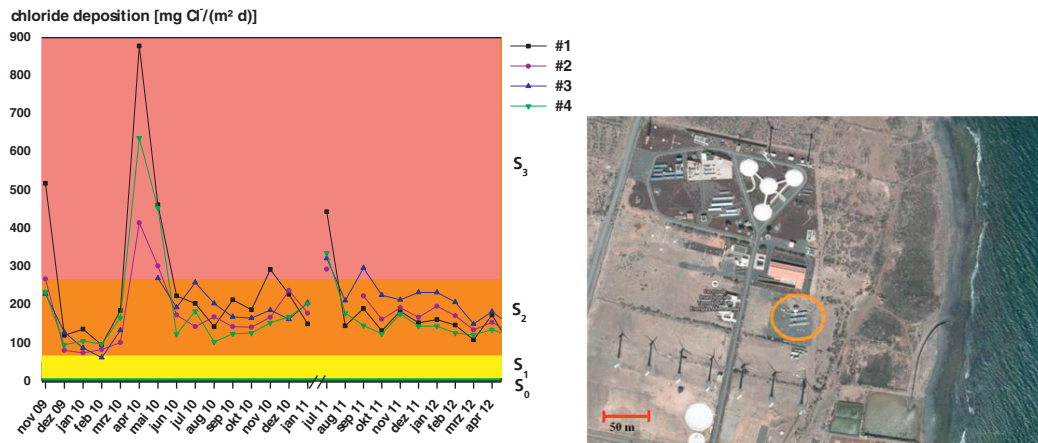 chloride deposition [mg Cl⁻/(m² d)]
900
800
700
600
500
400
300
200
100
0
S₃
S₂
S₁
S₀
#1
#2
#3
#4
nov 09
dez 09
jan 10
feb 10
mrz 10
apr 10
mai 10
jun 10
jul 10
aug 10
sep 10
okt 10
nov 10
dez 10
jan 11
jul 11
aug 11
sep 11
okt 11
nov 11
dez 11
jan 12
feb 12
mrz 12
apr 12
50 m